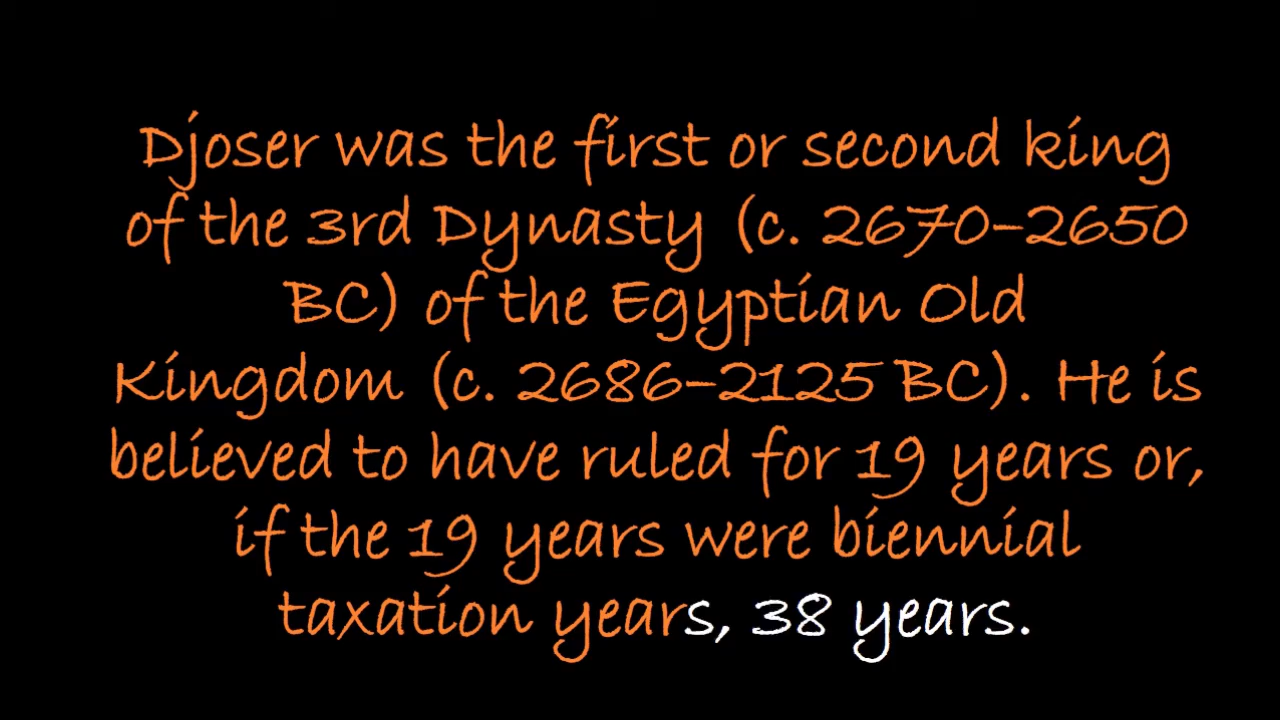 Djoser was the first or second king
of the 3rd Dynasty (c. 2670–2650
BC) of the Egyptian Old
Kingdom (c. 2686–2125 BC). He is
believed to have ruled for 19 years or,
if the 19 years were biennial
taxation years, 38 years.